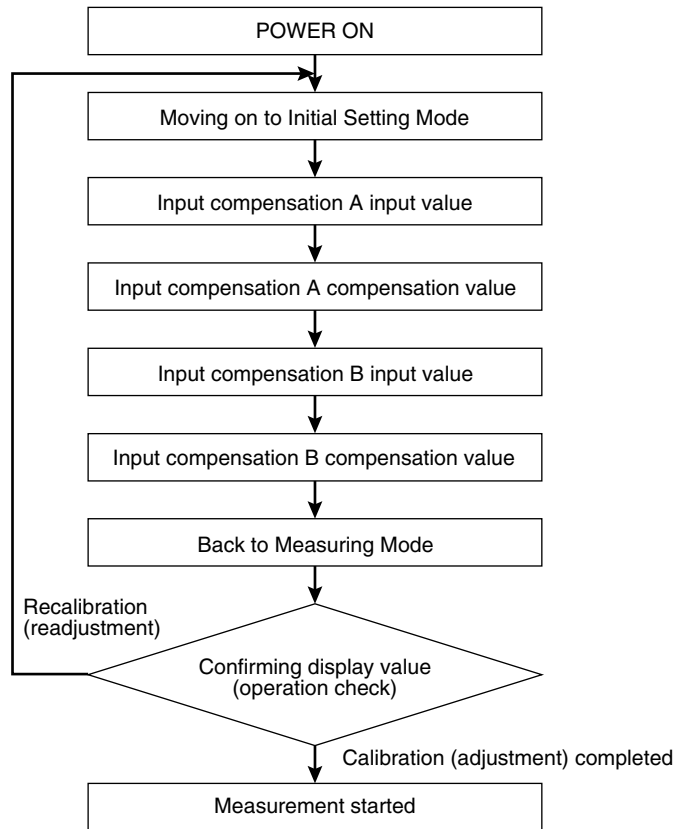 POWER ON
Moving on to Initial Setting Mode
Input compensation A input value
Input compensation A compensation value
Input compensation B input value
Input compensation B compensation value
Back to Measuring Mode
Recalibration
(readjustment)
Confirming display value
(operation check)
Calibration (adjustment) completed
Measurement started